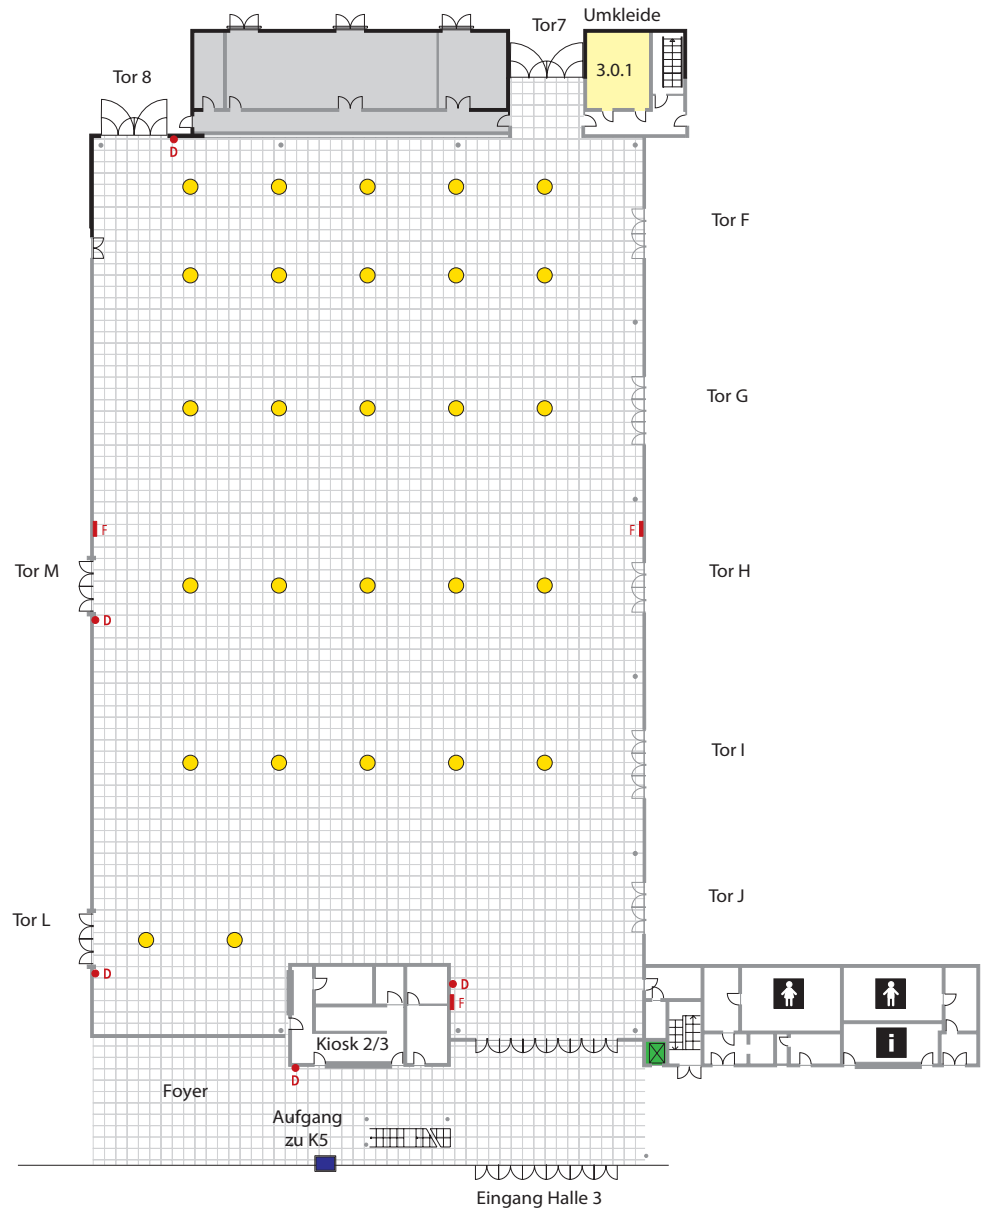 Umkleide
Tor7
3.0.1
Tor 8
D
Tor F
Tor G
F
F
Tor M
Tor H
D
Tor I
Tor J
Tor L
D
D
F
i
Kiosk 2/3
D
Foyer
Aufgang
zu K5
Eingang Halle 3